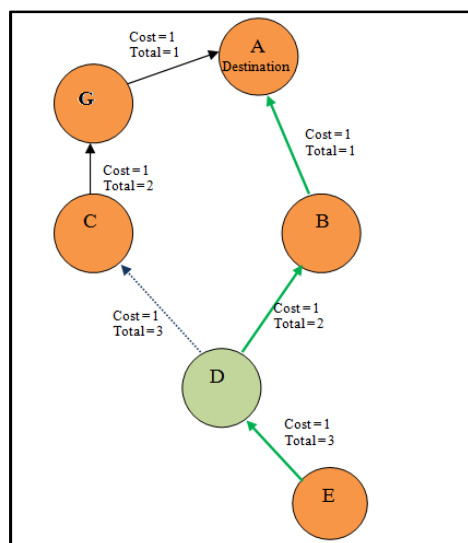 Cost=1
Total=1
A
Destination
G
Cost=1
Total=1
Cost=1
Total=2
C
B
Cost=1
Total=3
Cost=1
Total=2
D
Cost=1
Total=3
E